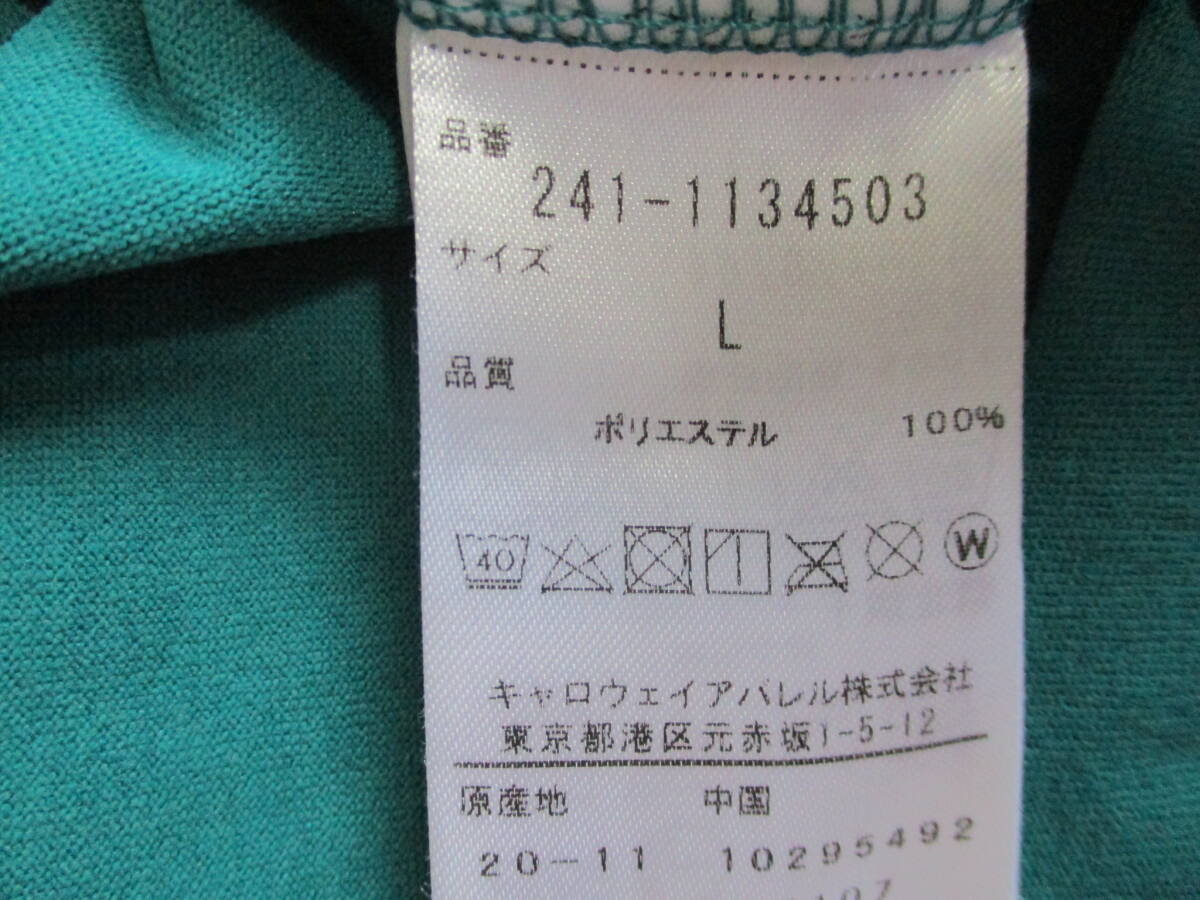 品番
241-1134503
サイズ
L
品質
ポリエステル 100%
40 W
キャロウェイアパレル株式会社
東京都港区元赤坂1-5-12
原産地 中国
20-11 10295492